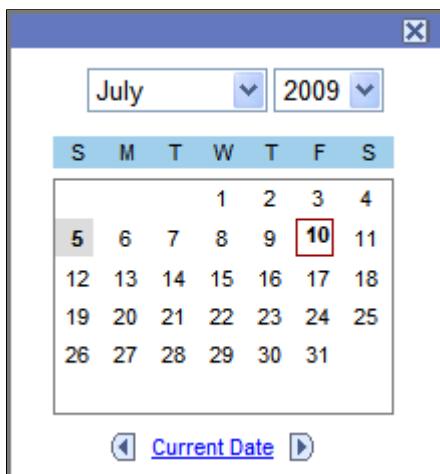 July 2009
S M T W T F S
1 2 3 4
5 6 7 8 9 10 11
12 13 14 15 16 17 18
19 20 21 22 23 24 25
26 27 28 29 30 31
Current Date